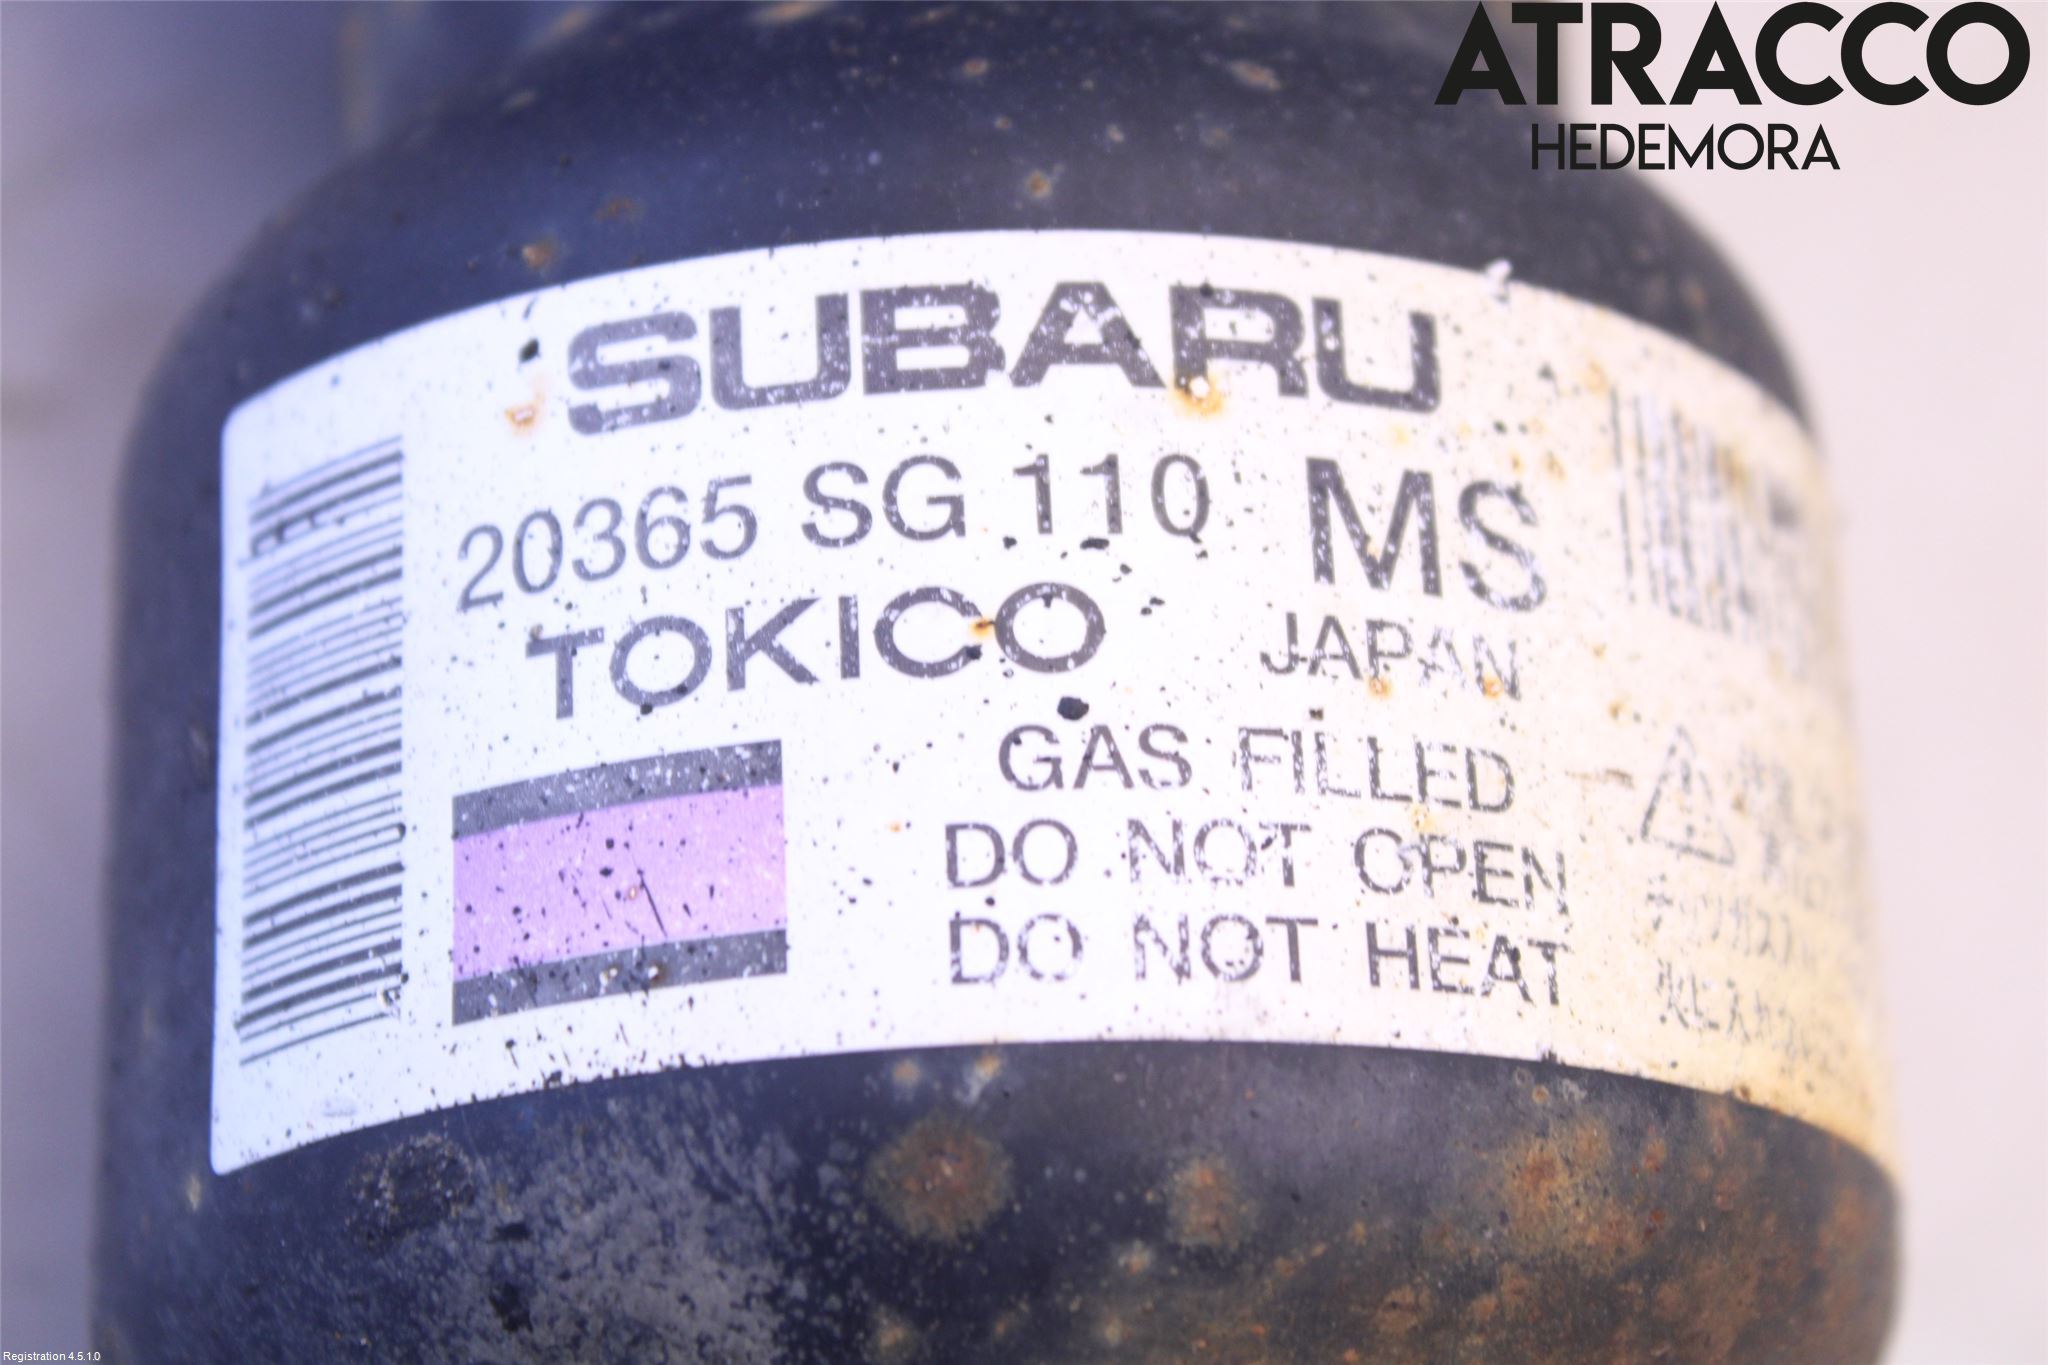 ATRACCO
HEDEMORA
SUBARU
20365 SG 110 MS
TOKICO JAPAN
GAS FILLED
DO NOT OPEN
DO NOT HEAT
Registration 4.5.1.0